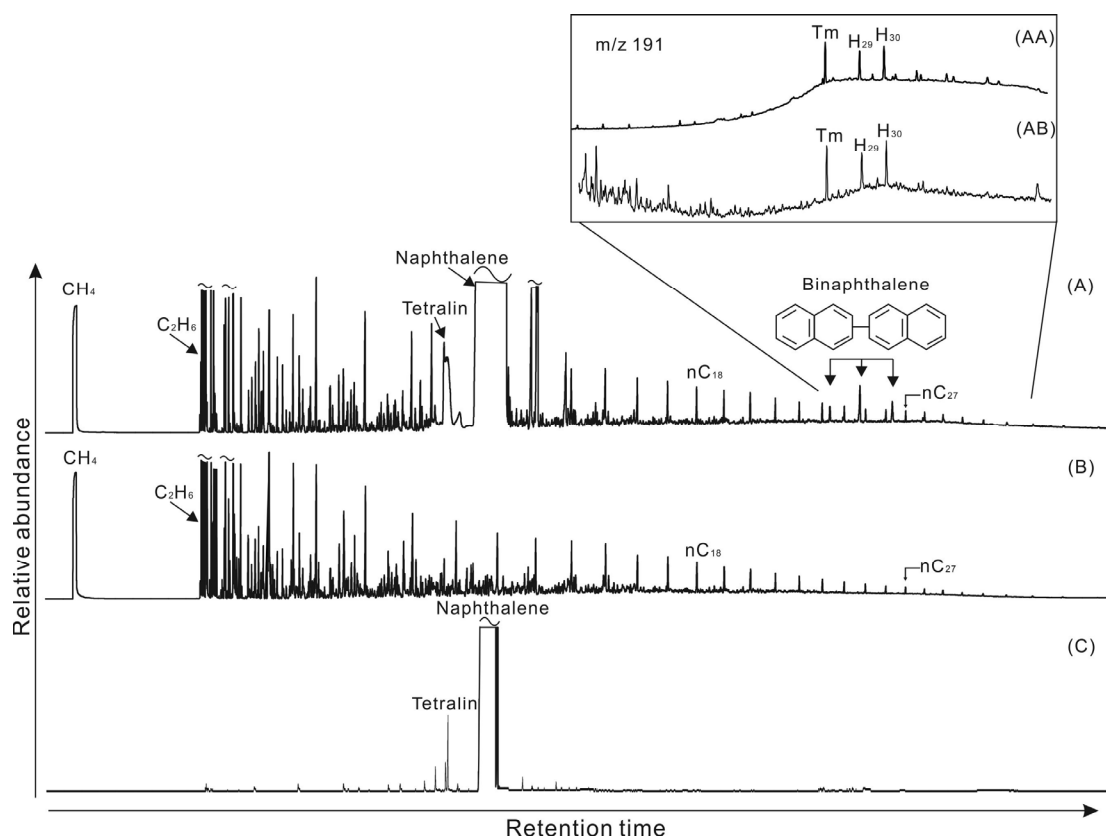 m/z 191
Tm
H₂₉
H₃₀
(AA)
Tm
H₂₉
H₃₀
(AB)
Naphthalene
CH₄
C₂H₆
Tetralin
Binaphthalene
(A)
nC₁₈
nC₂₇
CH₄
C₂H₆
(B)
nC₁₈
nC₂₇
Naphthalene
(C)
Tetralin
Relative abundance
Retention time